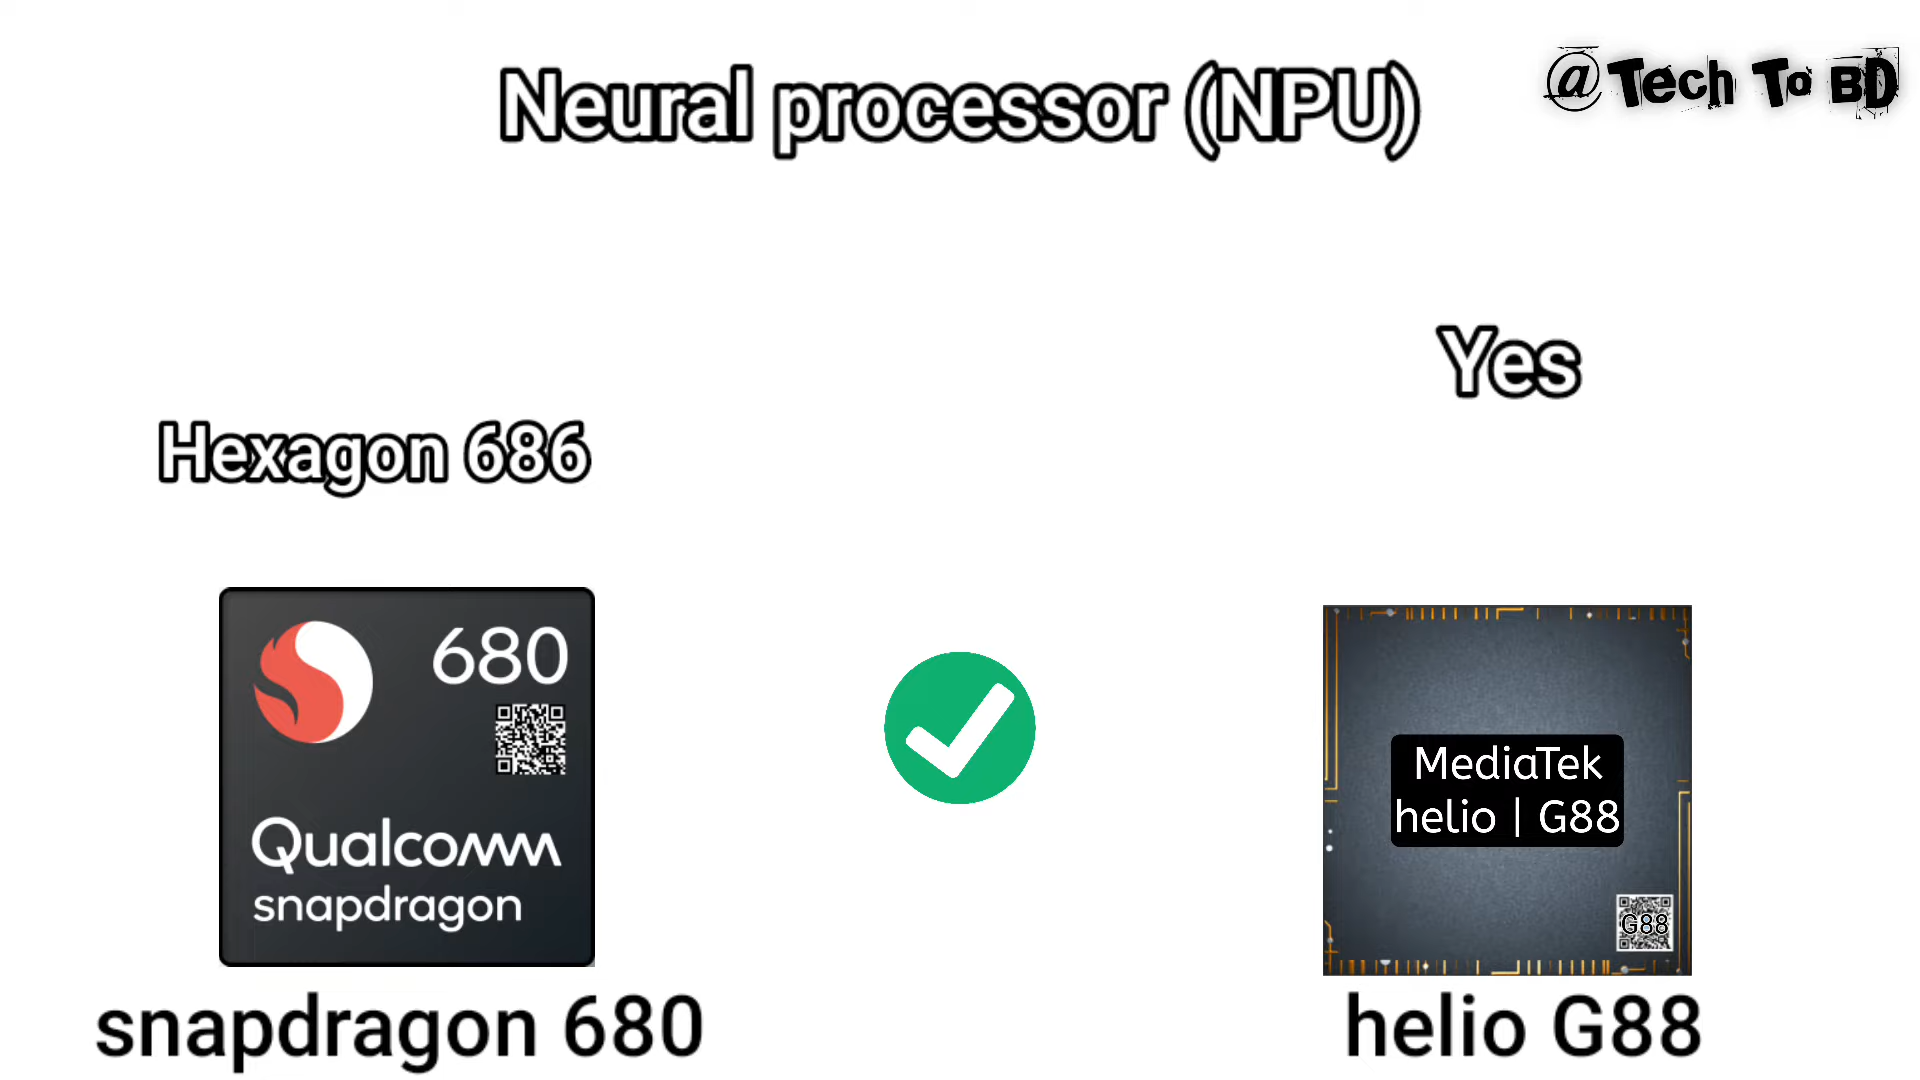 Neural processor (NPU)
@Tech To BD
Yes
Hexagon 686
680
Qualcomm
snapdragon
MediaTek
helio | G88
G88
snapdragon 680
helio G88